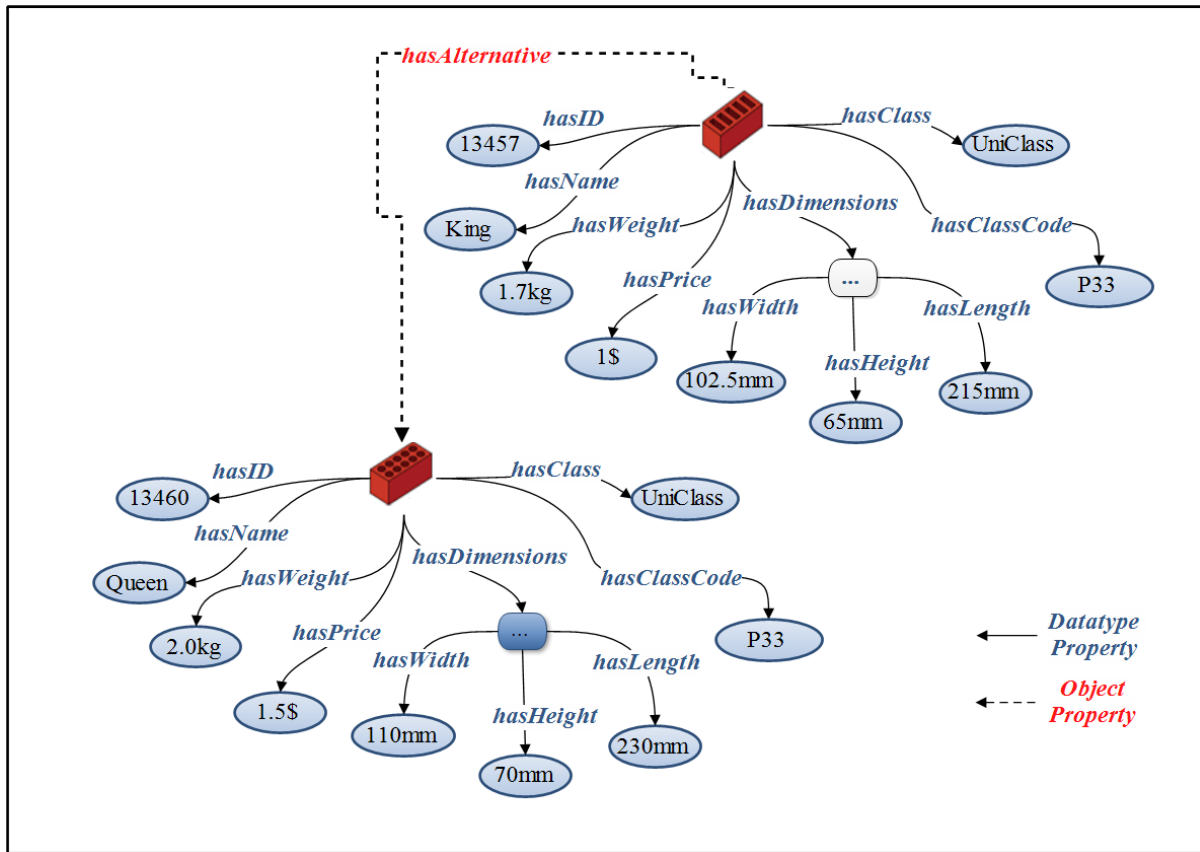 hasAlternative
hasID
hasClass
13457
UniClass
hasName
hasDimensions
King
hasWeight
hasClassCode
1.7kg
hasPrice
...
P33
hasWidth
hasLength
1$
102.5mm
hasHeight
215mm
65mm
hasID
hasClass
13460
UniClass
hasName
hasDimensions
Queen
hasWeight
hasClassCode
2.0kg
hasPrice
...
P33
hasWidth
hasLength
1.5$
110mm
hasHeight
230mm
70mm
Datatype
Property
Object
Property